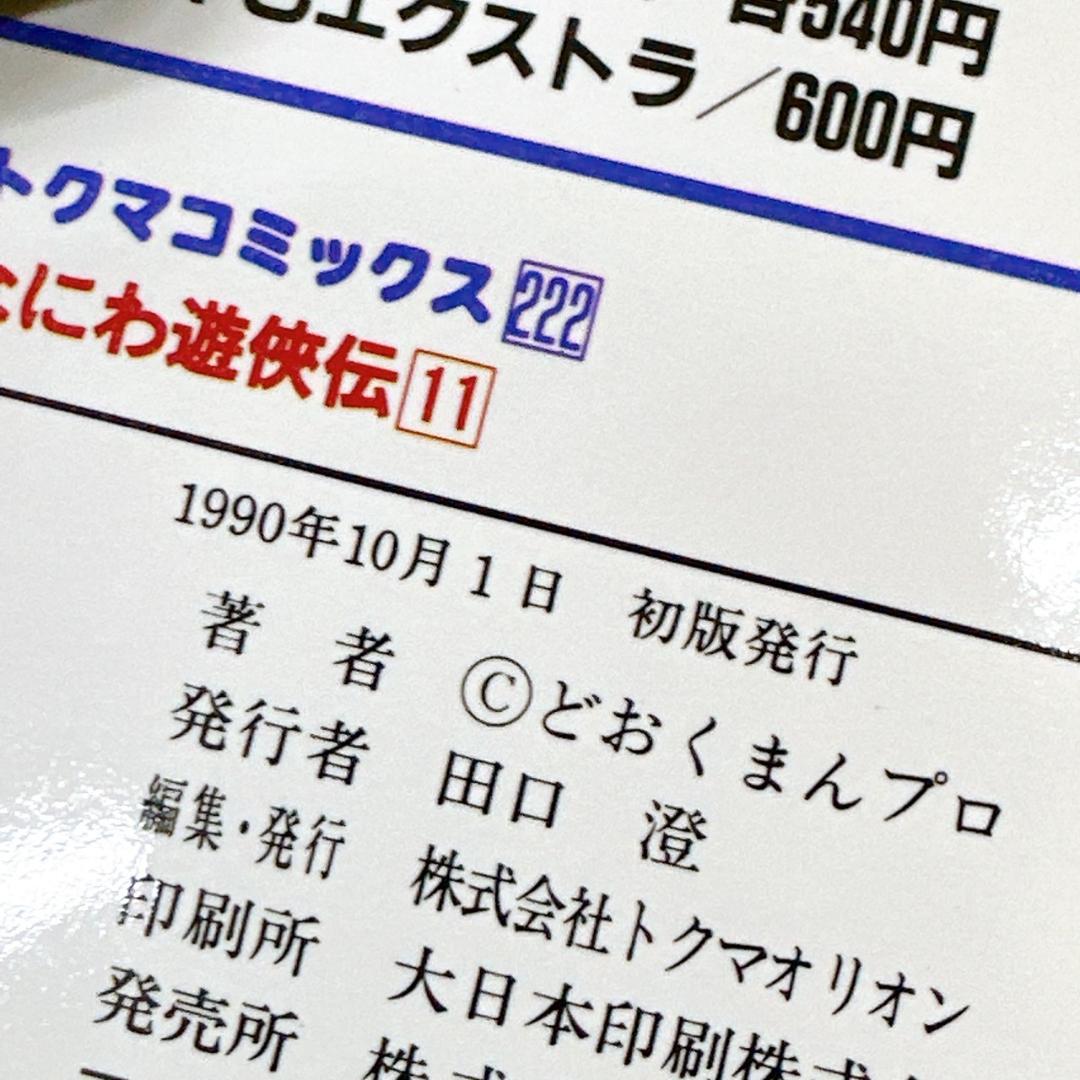 各540円
エクストラ／600円
トクマコミックス222
なにわ遊侠伝11
1990年10月1日　初版発行
著　者　©どおくまんプロ
発行者　田口　澄
編集・発行　株式会社トクマオリオン
印刷所　大日本印刷株式
発売所　株式